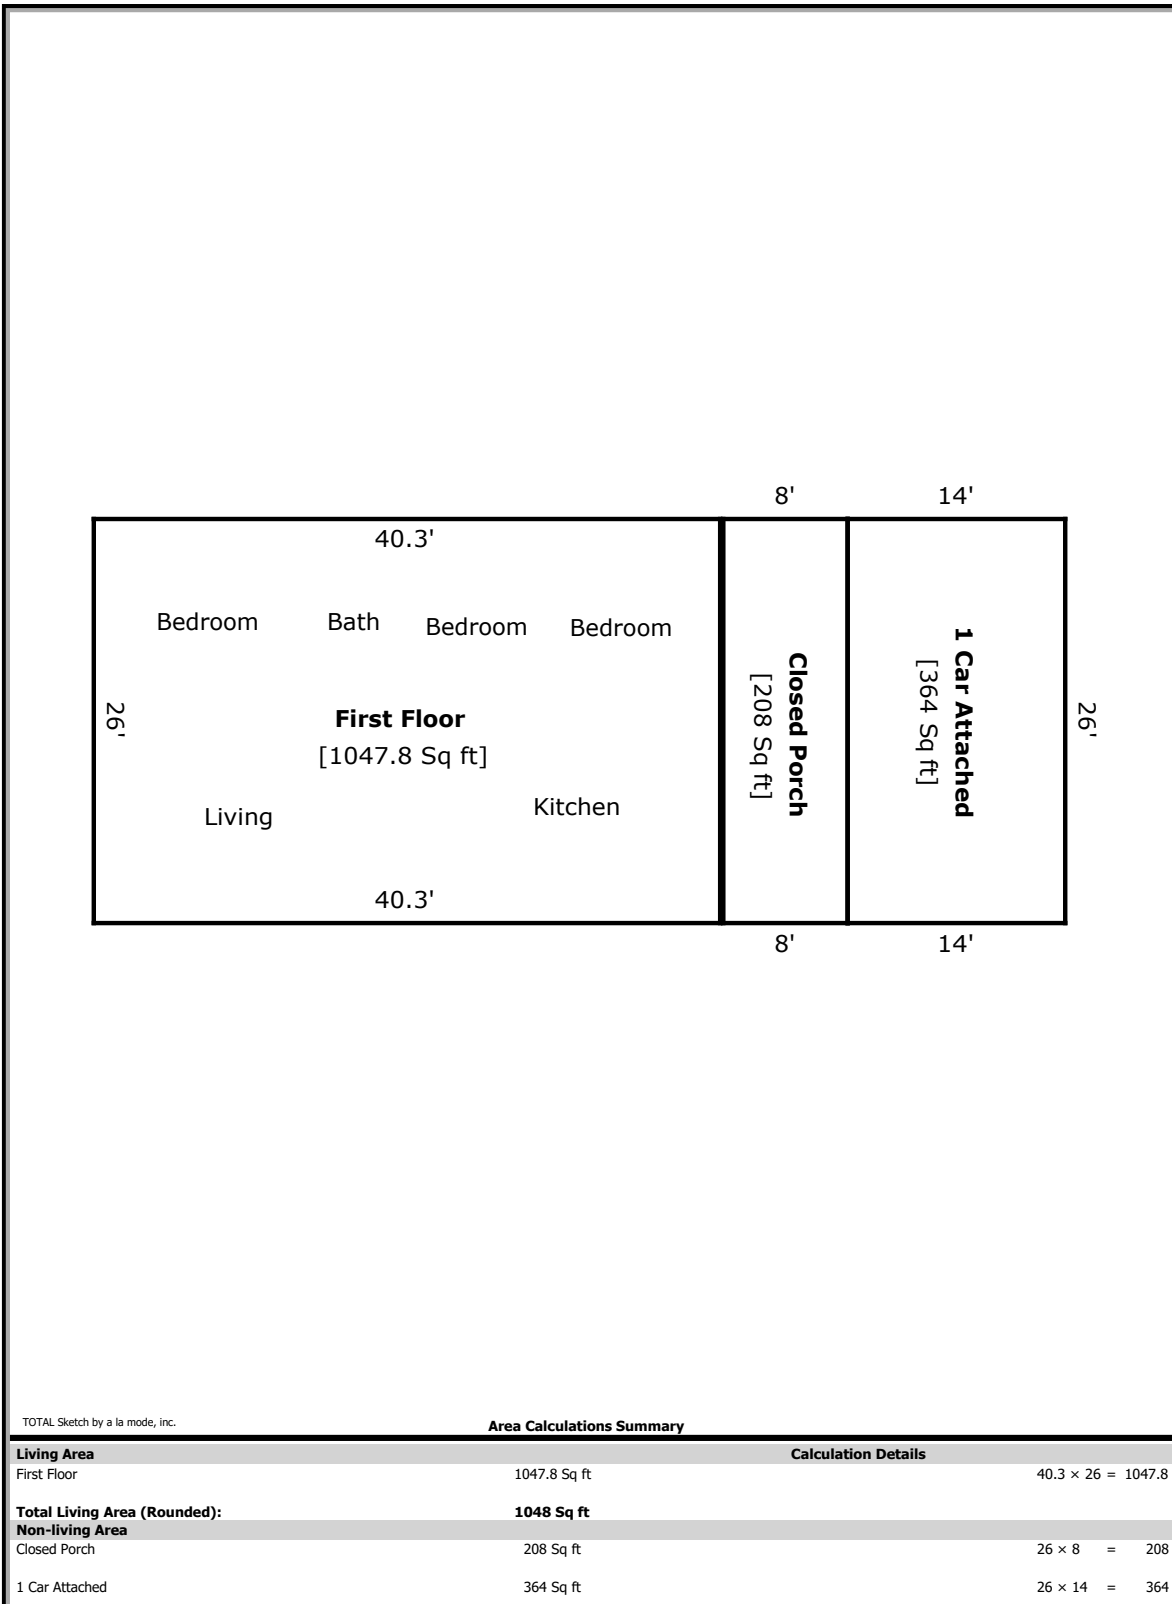 8' 14'
40.3'
Bedroom Bath Bedroom Bedroom
26'
First Floor
[1047.8 Sq ft]
Closed Porch
[208 Sq ft]
1 Car Attached
[364 Sq ft]
26'
Living Kitchen
40.3'
8' 14'
TOTAL Sketch by a la mode, inc. Area Calculations Summary
Living Area Calculation Details
First Floor 1047.8 Sq ft 40.3 × 26 = 1047.8
Total Living Area (Rounded): 1048 Sq ft
Non-living Area
Closed Porch 208 Sq ft 26 × 8 = 208
1 Car Attached 364 Sq ft 26 × 14 = 364